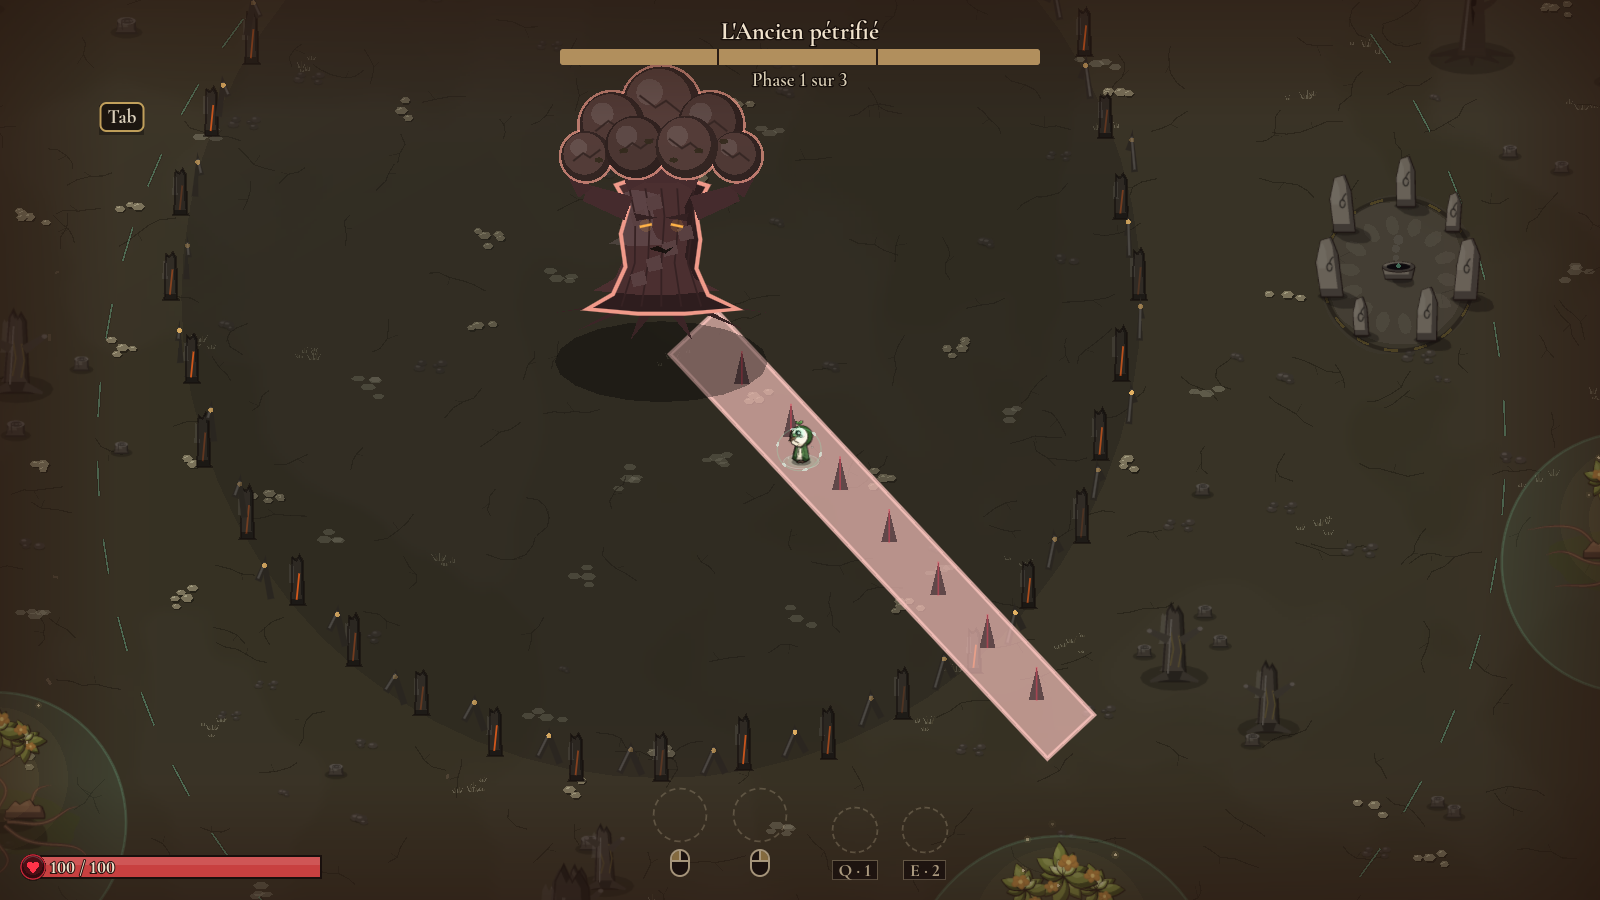 L'Ancien pétrifié
Phase 1 sur 3
Tab
100 / 100
Q · 1
E · 2